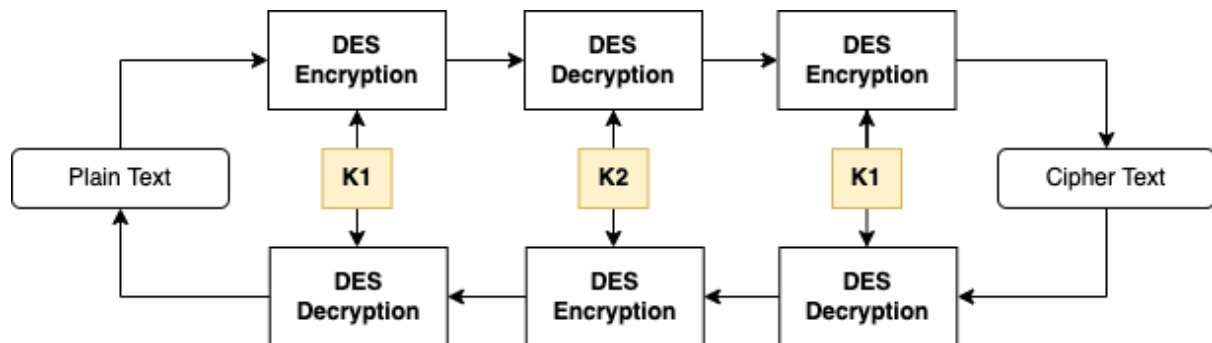 DES
Encryption
DES
Decryption
DES
Encryption
Plain Text
K1
K2
K1
Cipher Text
DES
Decryption
DES
Encryption
DES
Decryption